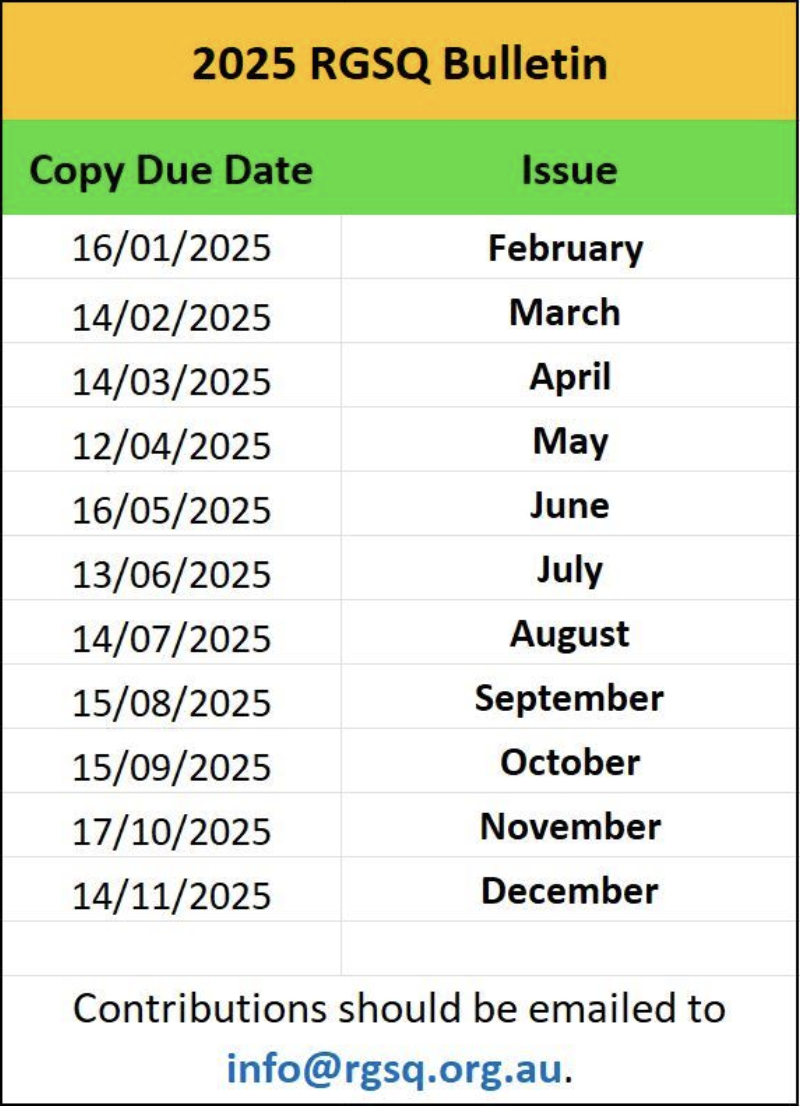 2025 RGSQ Bulletin
Copy Due Date Issue
16/01/2025 February
14/02/2025 March
14/03/2025 April
12/04/2025 May
16/05/2025 June
13/06/2025 July
14/07/2025 August
15/08/2025 September
15/09/2025 October
17/10/2025 November
14/11/2025 December
Contributions should be emailed to
info@rgsq.org.au.